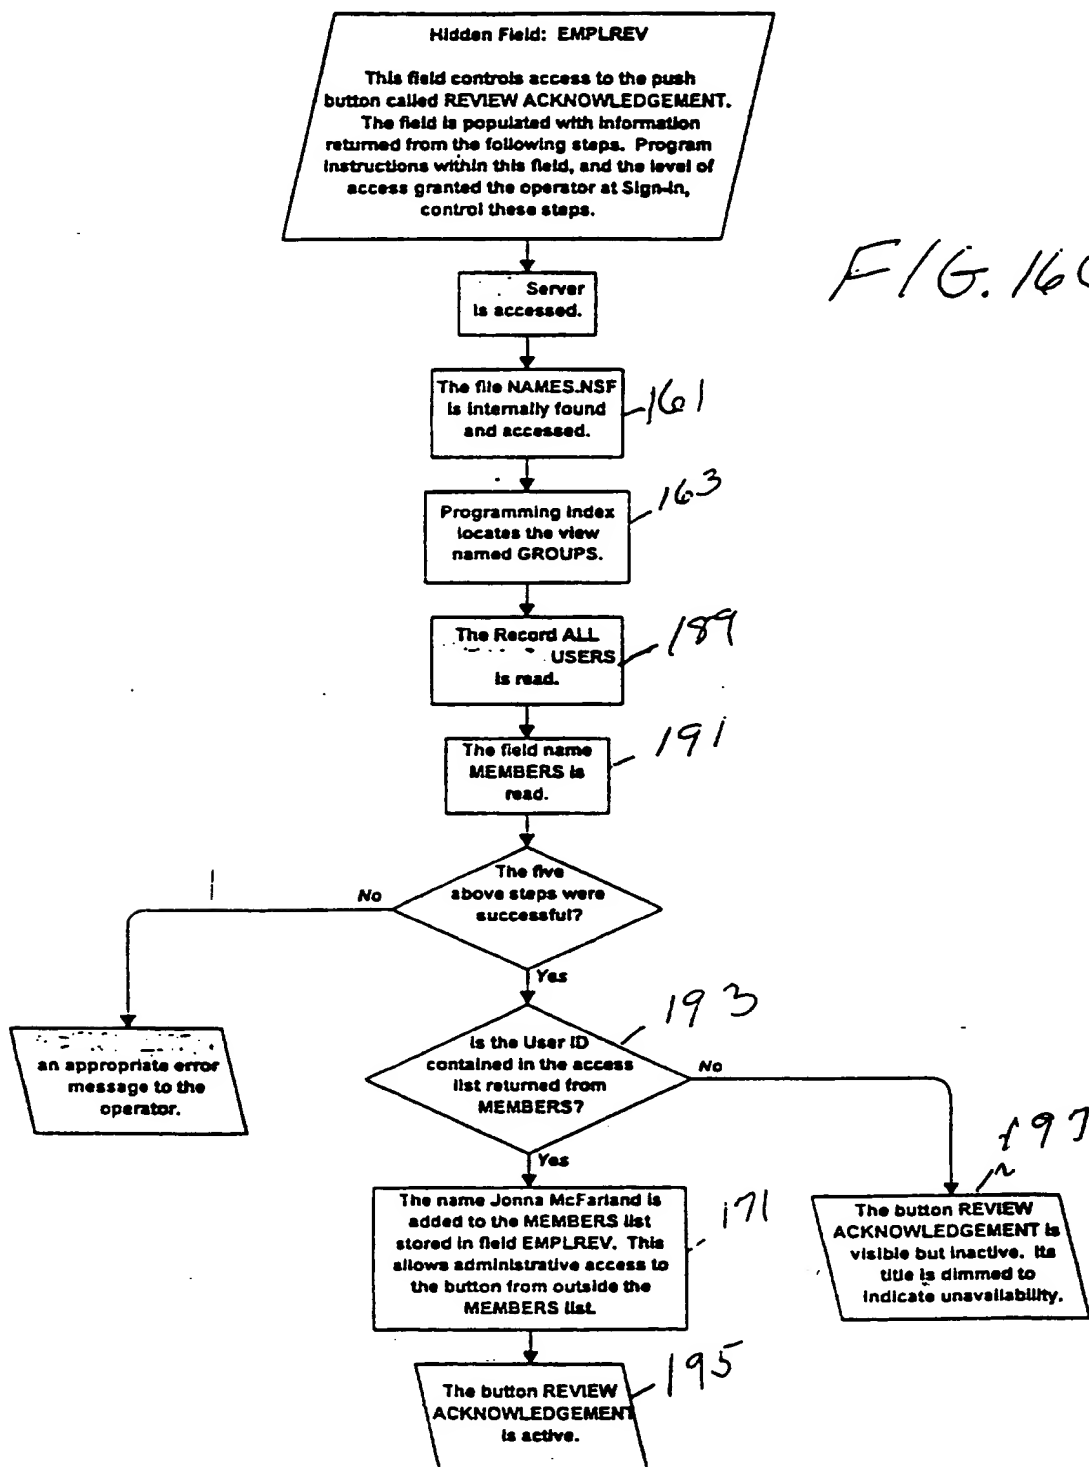 Hidden Field: EMPLREV
This field controls access to the push
button called REVIEW ACKNOWLEDGEMENT.
The field is populated with information
returned from the following steps. Program
instructions within this field, and the level of
access granted the operator at Sign-in,
control these steps.
FIG. 16C
Server
is accessed.
The file NAMES.NSF
is internally found
and accessed.
161
Programming index
locates the view
named GROUPS.
163
The Record ALL
USERS
is read.
189
The field name
MEMBERS is
read.
191
The five
above steps were
successful?
No
Yes
an appropriate error
message to the
operator.
Is the User ID
contained in the access
list returned from
MEMBERS?
193
No
Yes
The name Jonna McFarland is
added to the MEMBERS list
stored in field EMPLREV. This
allows administrative access to
the button from outside the
MEMBERS list.
171
The button REVIEW
ACKNOWLEDGEMENT is
visible but inactive. Its
title is dimmed to
indicate unavailability.
197
The button REVIEW
ACKNOWLEDGEMENT
is active.
195